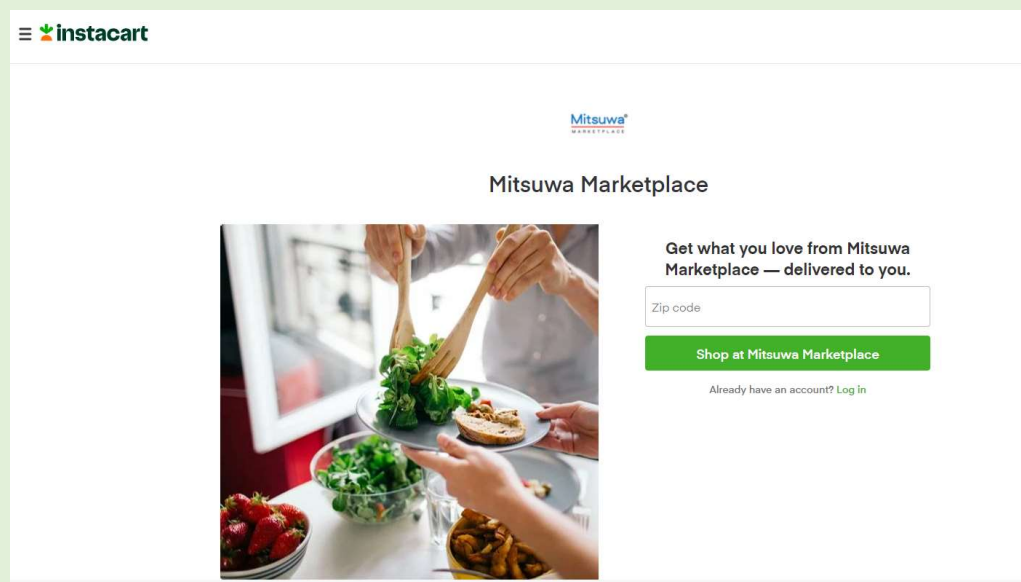 instacart
Mitsuwa®
MARKETPLACE
Mitsuwa Marketplace
Get what you love from Mitsuwa
Marketplace — delivered to you.
Zip code
Shop at Mitsuwa Marketplace
Already have an account? Log in